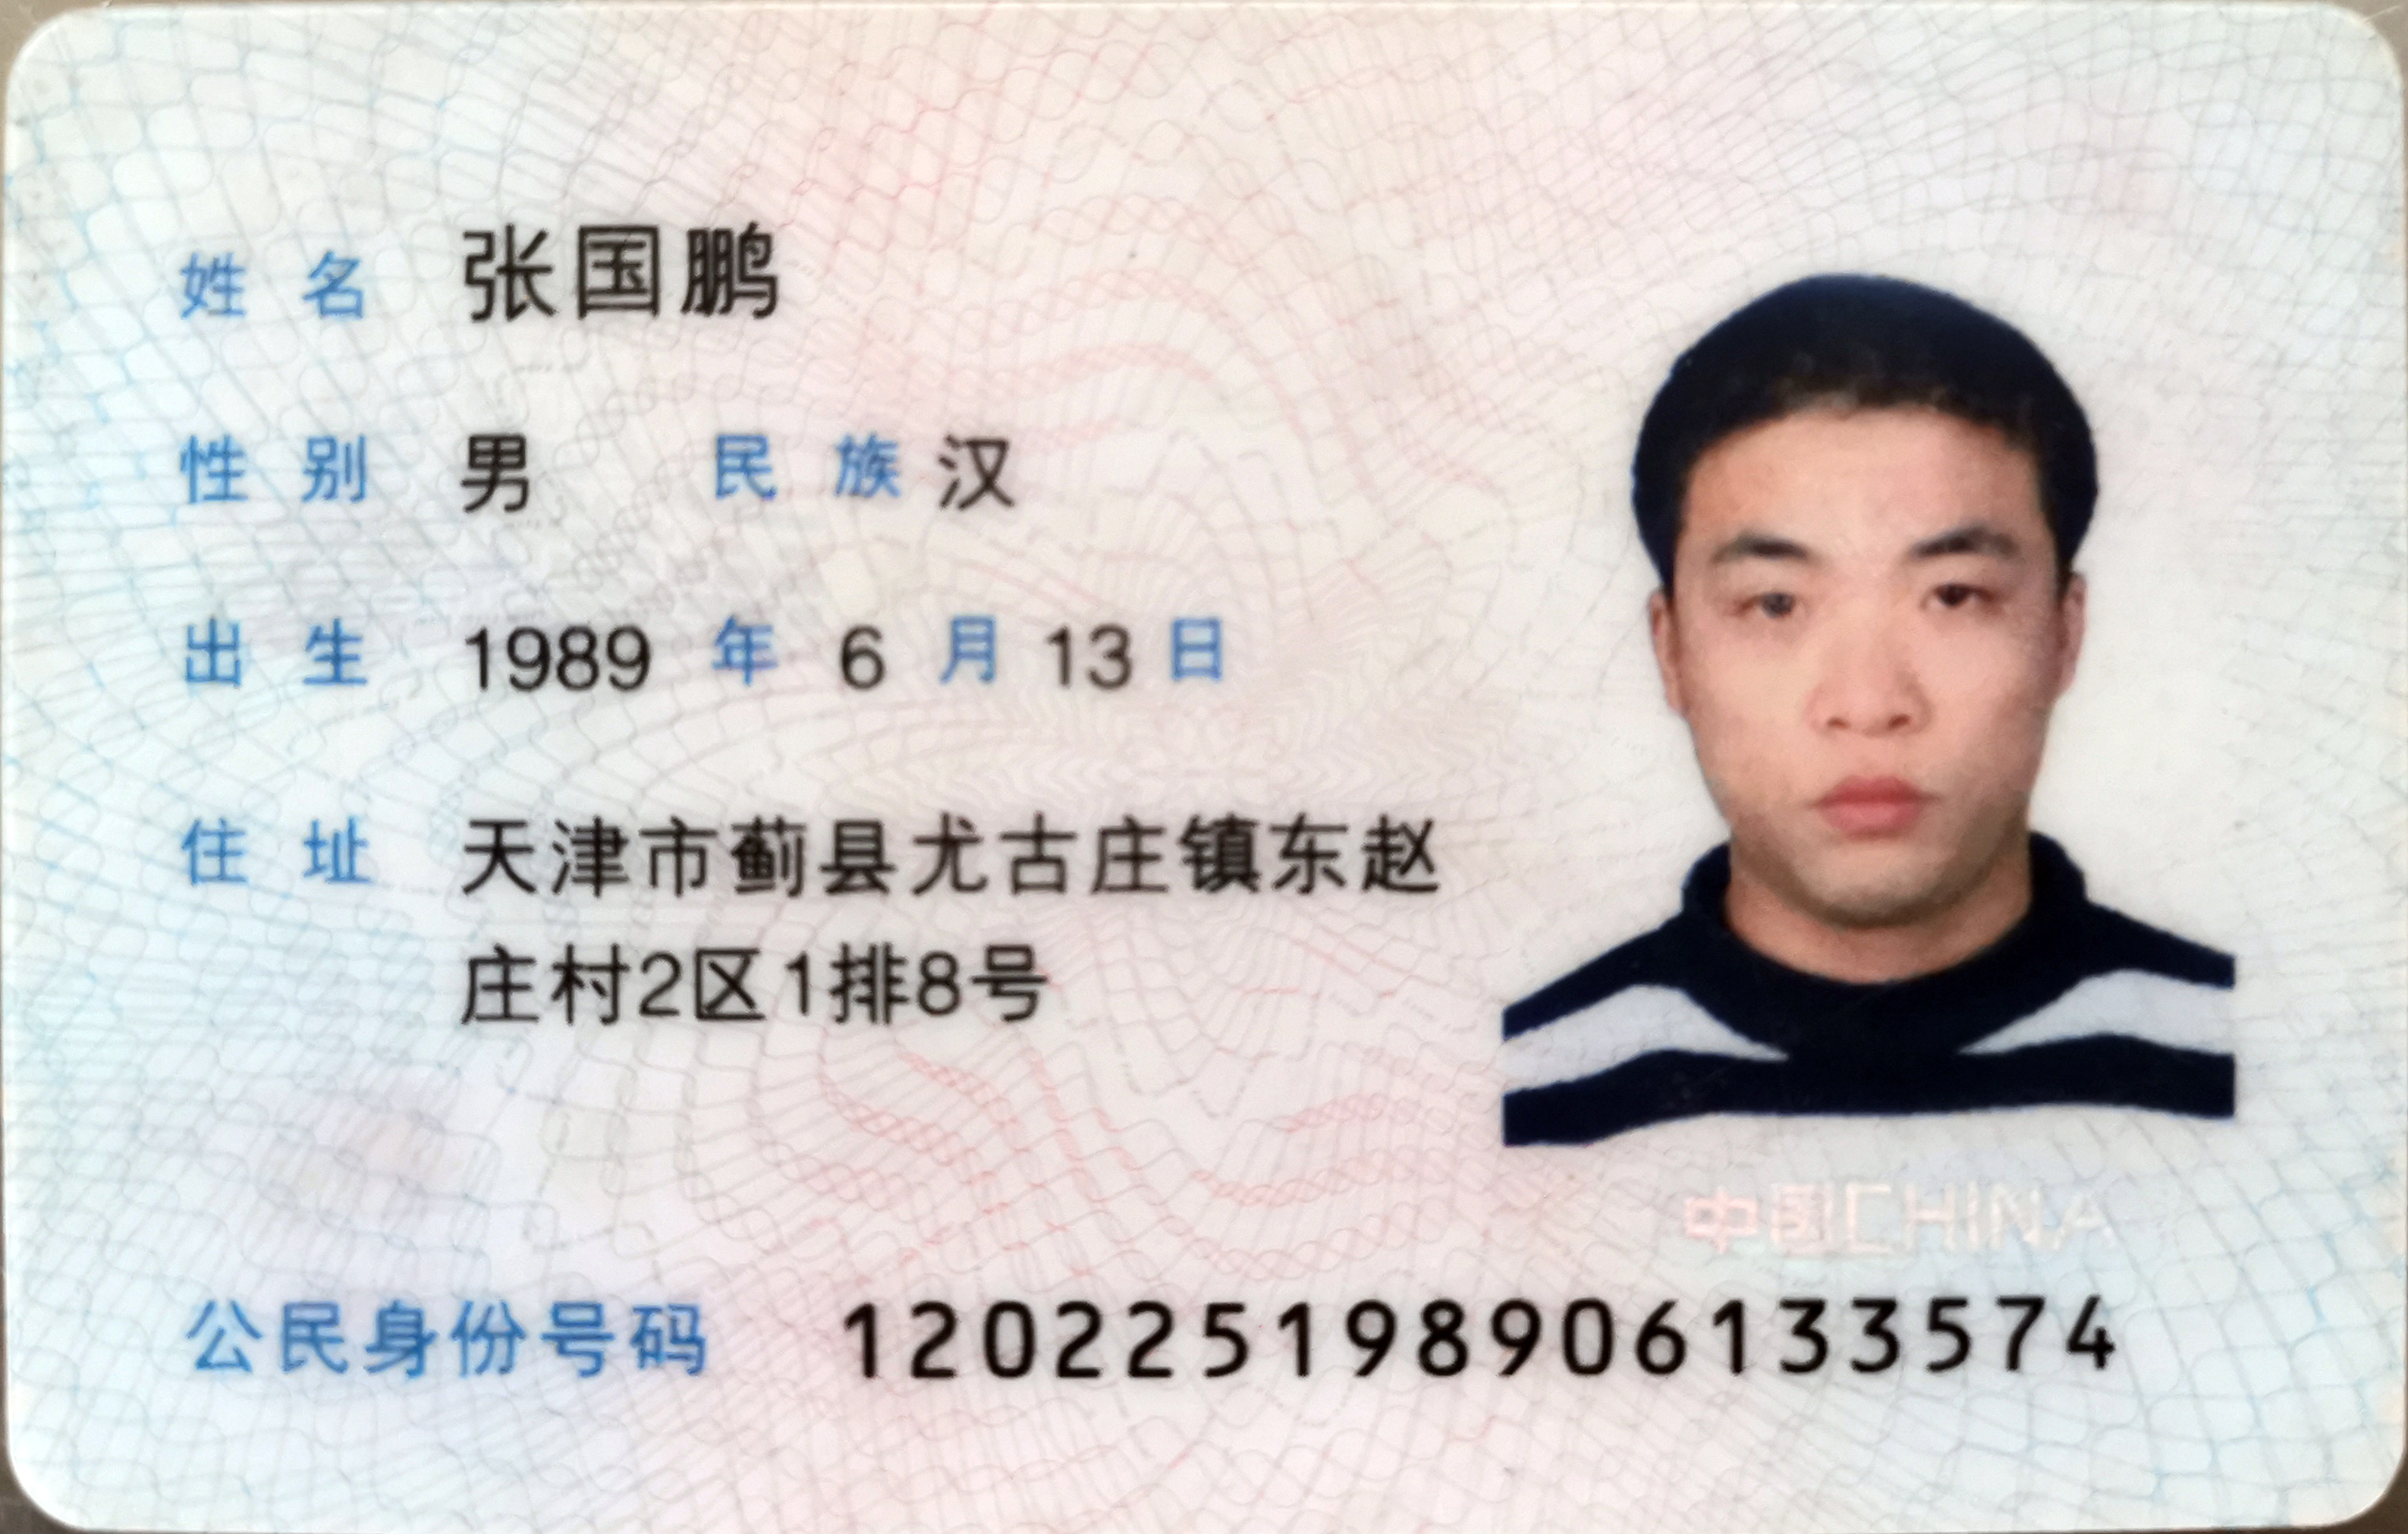 姓名 张国鹏
性别 男 民族 汉
出生 1989 年 6 月 13 日
住址 天津市蓟县尤古庄镇东赵
庄村2区1排8号
中国CHINA
公民身份号码 120225198906133574